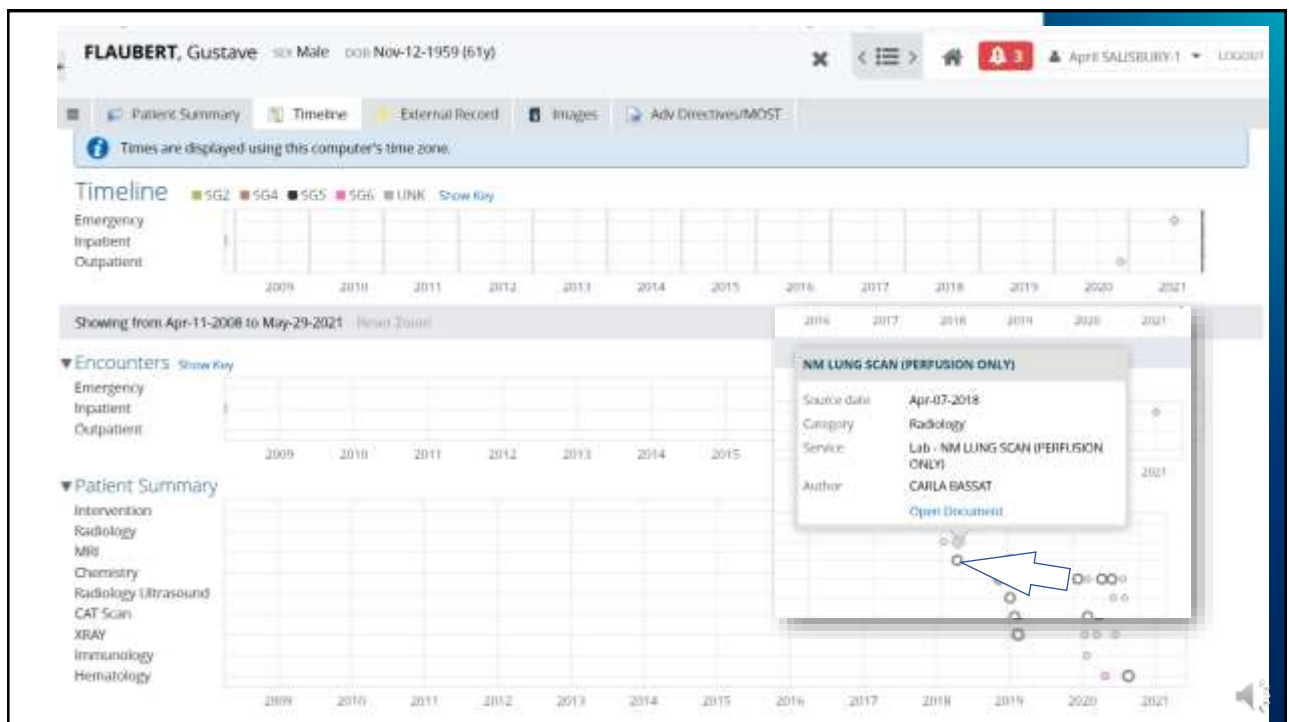 FLAUBERT, Gustave SEX Male DOB Nov-12-1959 (61y)
3 April SALISBURY-1 LOGOUT
Patient Summary Timeline External Record Images Adv Directives/MOST
Times are displayed using this computer's time zone.
Timeline SG2 SG4 SG5 SG6 UNK Show Key
Emergency
Inpatient
Outpatient
2009 2010 2011 2012 2013 2014 2015 2016 2017 2018 2019 2020 2021
Showing from Apr-11-2008 to May-29-2021 Reset Zoom
2016 2017 2018 2019 2020 2021
Encounters Show Key
Emergency
Inpatient
Outpatient
2009 2010 2011 2012 2013 2014 2015
2021
NM LUNG SCAN (PERFUSION ONLY)
Source date Apr-07-2018
Category Radiology
Service Lab - NM LUNG SCAN (PERFUSION
ONLY)
Author CARLA BASSAT
Open Document
Patient Summary
Intervention
Radiology
MRI
Chemistry
Radiology Ultrasound
CAT Scan
XRAY
Immunology
Hematology
2009 2010 2011 2012 2013 2014 2015 2016 2017 2018 2019 2020 2021